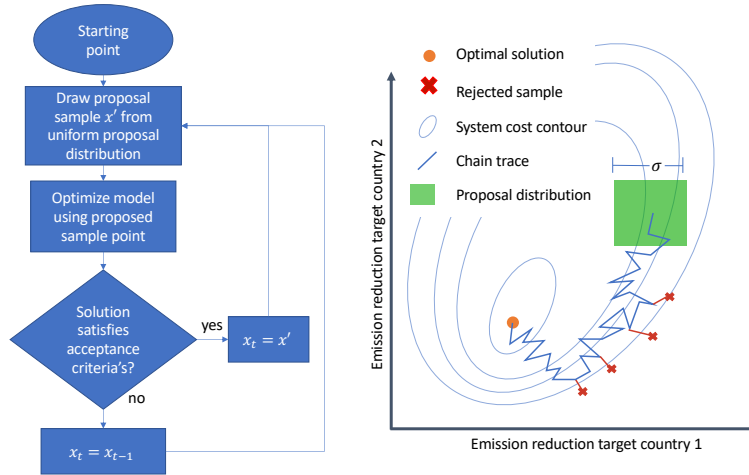 Starting
point
Draw proposal
sample x′ from
uniform proposal
distribution
Optimize model
using proposed
sample point
Solution
satisfies
acceptance
criteria's?
yes
x_t = x′
no
x_t = x_{t−1}
Optimal solution
Rejected sample
System cost contour
Chain trace
Proposal distribution
σ
Emission reduction target country 2
Emission reduction target country 1